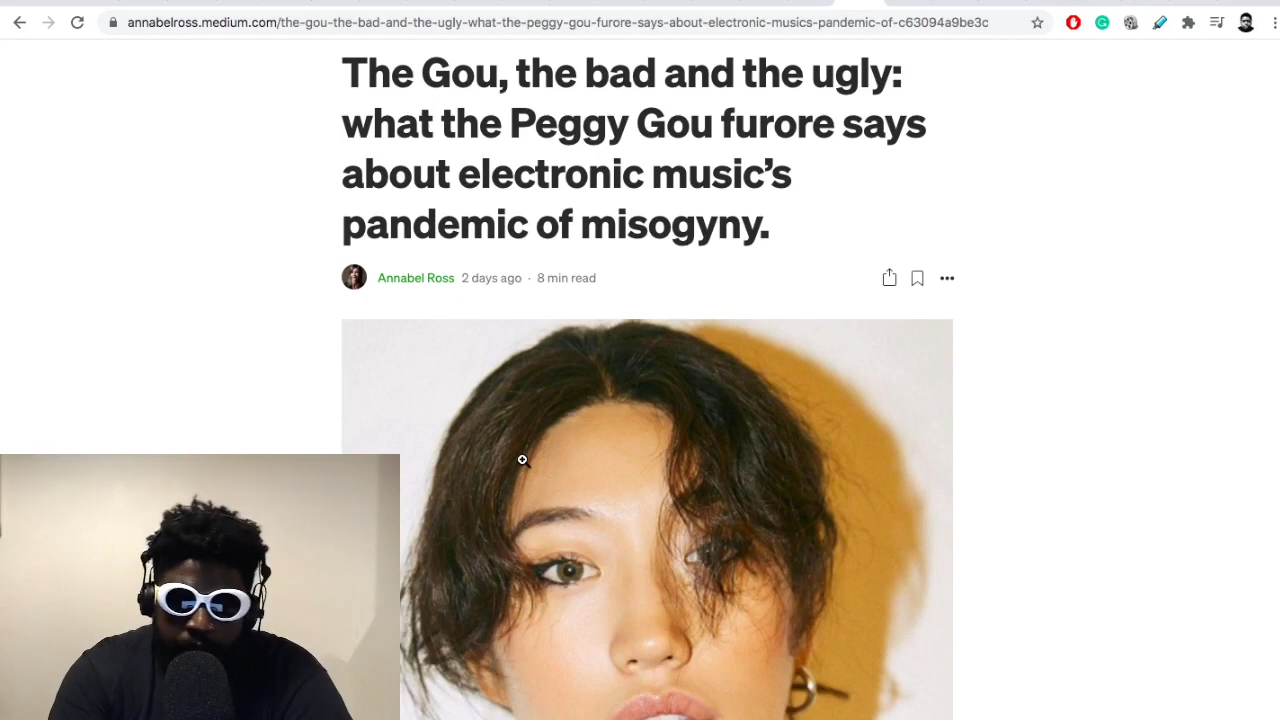 annabelross.medium.com/the-gou-the-bad-and-the-ugly-what-the-peggy-gou-furore-says-about-electronic-musics-pandemic-of-c63094a9be3c
The Gou, the bad and the ugly:
what the Peggy Gou furore says
about electronic music’s
pandemic of misogyny.
Annabel Ross 2 days ago · 8 min read